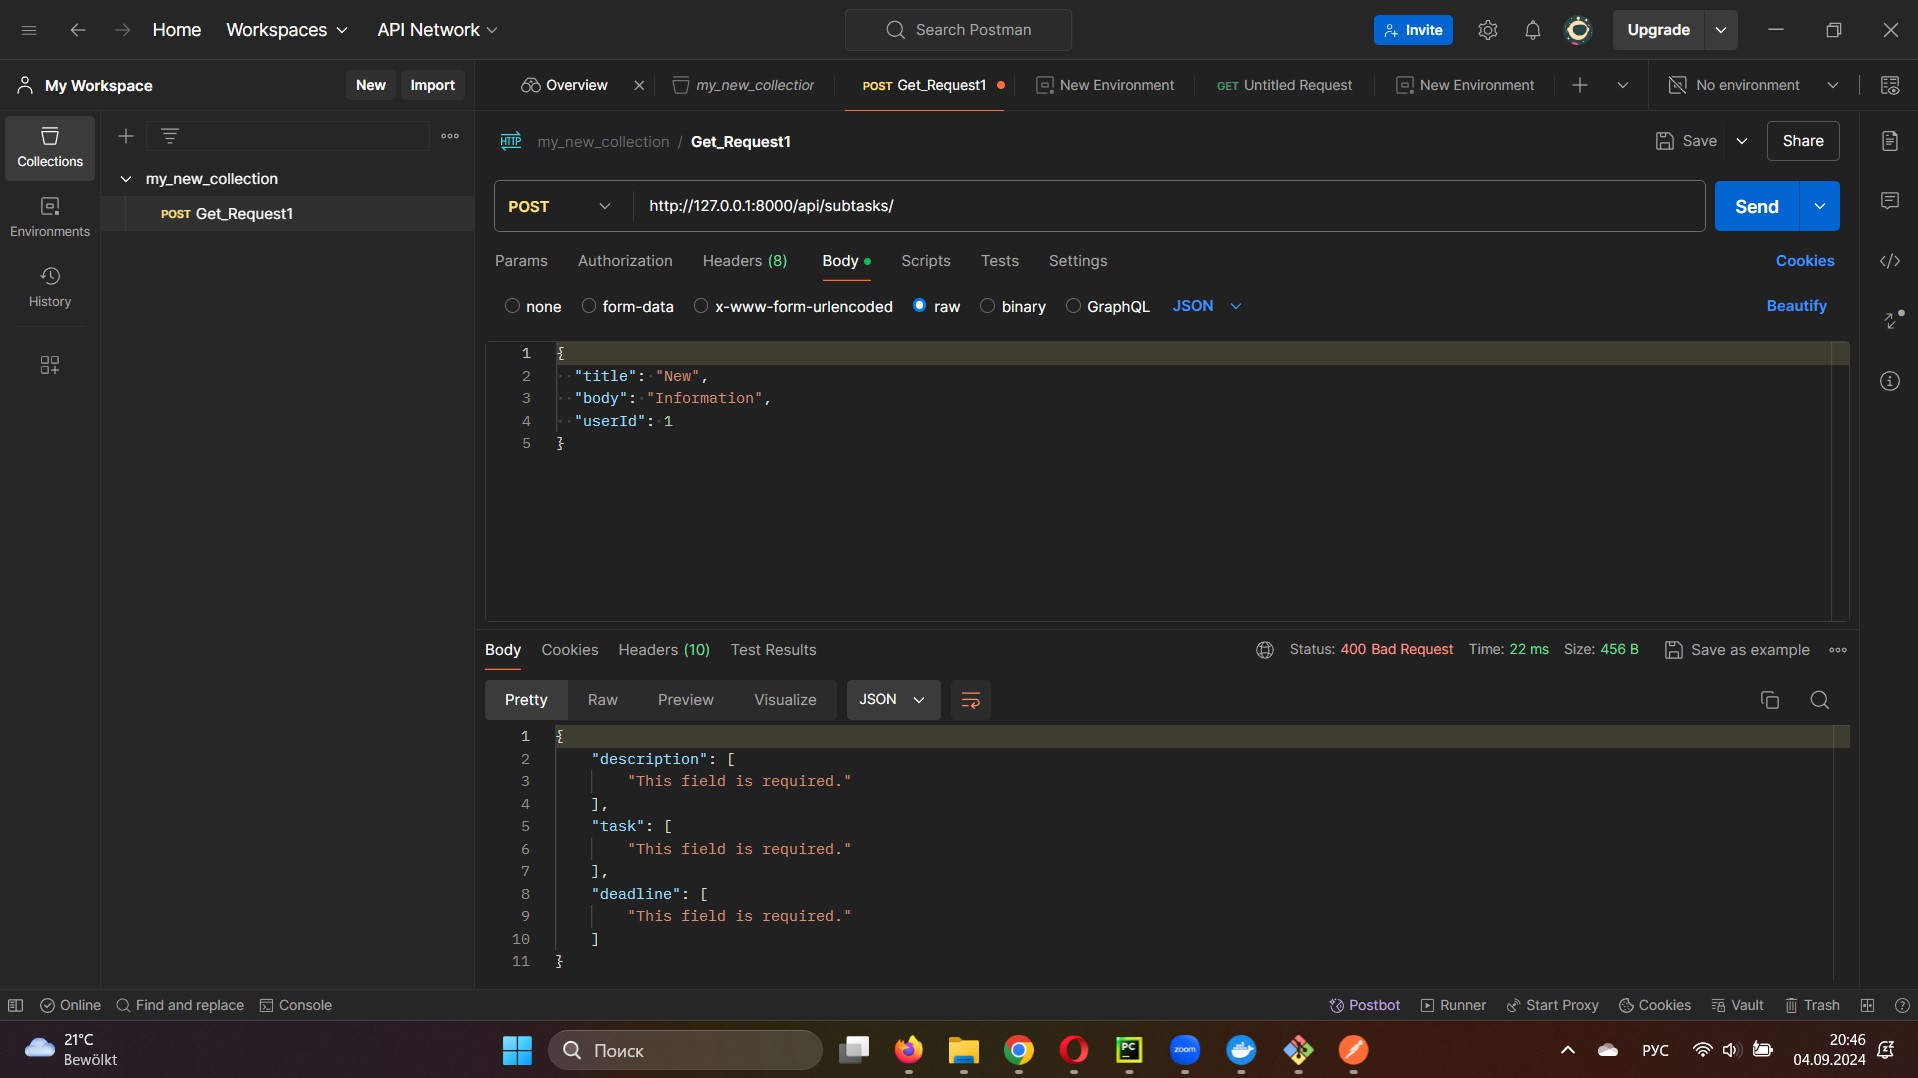 Home Workspaces API Network Search Postman Invite Upgrade
My Workspace New Import Overview my_new_collection POST Get_Request1 New Environment GET Untitled Request New Environment No environment
Collections
Environments
History
my_new_collection
POST Get_Request1
HTTP my_new_collection / Get_Request1 Save Share
POST http://127.0.0.1:8000/api/subtasks/ Send
Params Authorization Headers (8) Body Scripts Tests Settings Cookies
none form-data x-www-form-urlencoded raw binary GraphQL JSON Beautify
1 {
2 "title": "New",
3 "body": "Information",
4 "userId": 1
5 }
Body Cookies Headers (10) Test Results Status: 400 Bad Request Time: 22 ms Size: 456 B Save as example
Pretty Raw Preview Visualize JSON
1 {
2 "description": [
3 "This field is required."
4 ],
5 "task": [
6 "This field is required."
7 ],
8 "deadline": [
9 "This field is required."
10 ]
11 }
Online Find and replace Console Postbot Runner Start Proxy Cookies Vault Trash
21°C
Bewölkt
Поиск
PC
zoom
РУС
20:46
04.09.2024